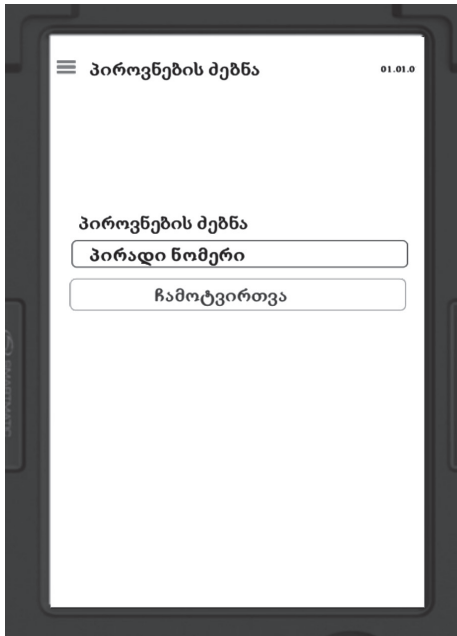 პიროვნების ძებნა 01.01.0
პიროვნების ძებნა
პირადი ნომერი
ჩამოტვირთვა